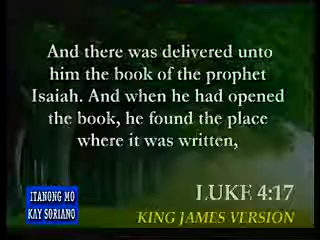 And there was delivered unto
him the book of the prophet
Isaiah. And when he had opened
the book, he found the place
where it was written,
LUKE 4:17
ITANONG MO
KAY SORIANO
KING JAMES VERSION